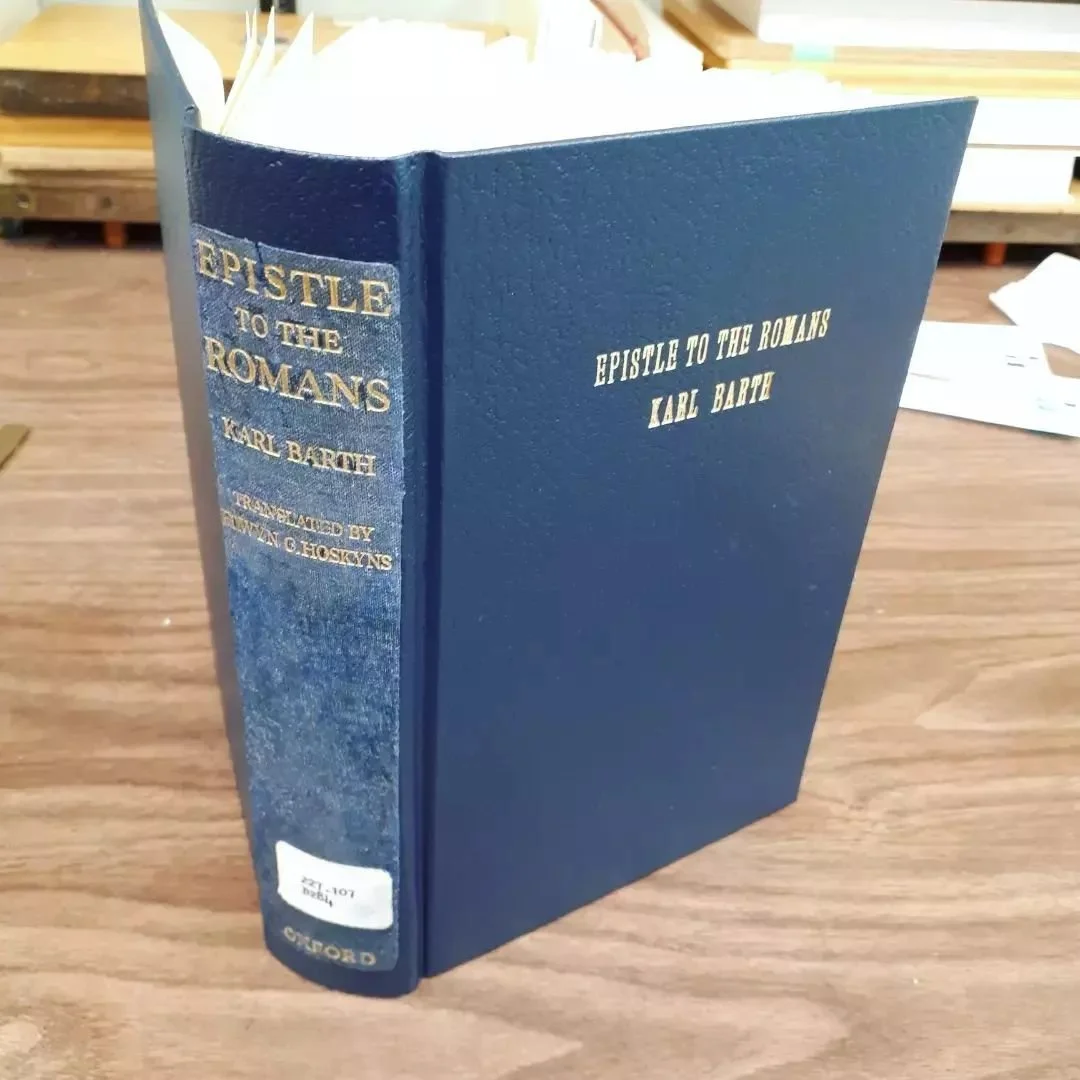 EPISTLE
TO THE
ROMANS
KARL BARTH
TRANSLATED BY
EDWYN C. HOSKYNS
227.107
B284
OXFORD
EPISTLE TO THE ROMANS
KARL BARTH